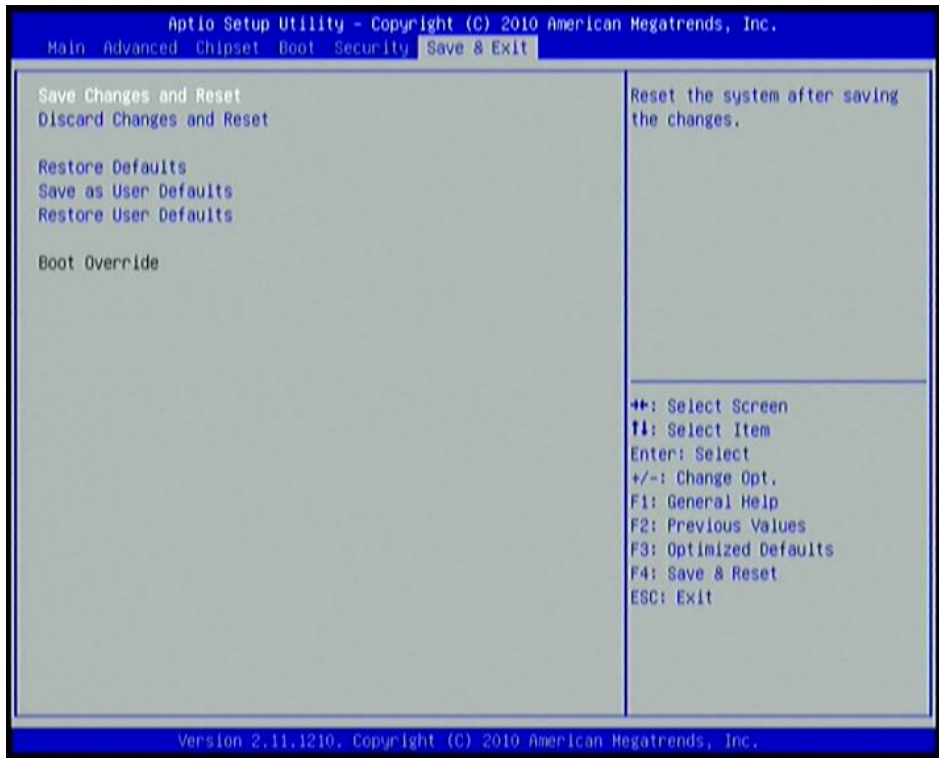 Aptio Setup Utility - Copyright (C) 2010 American Megatrends, Inc.
Main Advanced Chipset Boot Security Save & Exit
Save Changes and Reset
Discard Changes and Reset
Restore Defaults
Save as User Defaults
Restore User Defaults
Boot Override
Reset the system after saving
the changes.
→←: Select Screen
↑↓: Select Item
Enter: Select
+/-: Change Opt.
F1: General Help
F2: Previous Values
F3: Optimized Defaults
F4: Save & Reset
ESC: Exit
Version 2.11.1210. Copyright (C) 2010 American Megatrends, Inc.